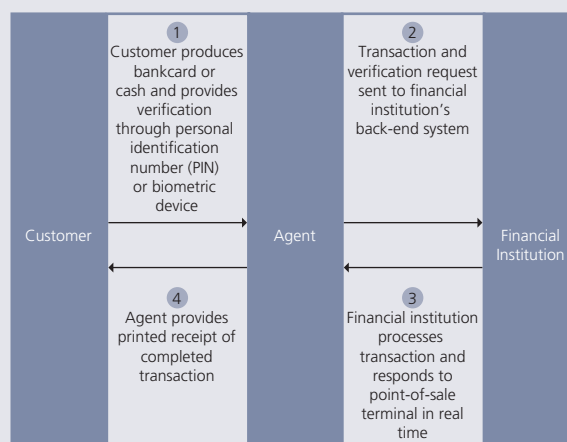 1
Customer produces
bankcard or
cash and provides
verification
through personal
identification
number (PIN)
or biometric
device
2
Transaction and
verification request
sent to financial
institution's
back-end system
Customer
Agent
Financial
Institution
4
Agent provides
printed receipt of
completed
transaction
3
Financial institution
processes
transaction and
responds to
point-of-sale
terminal in real
time